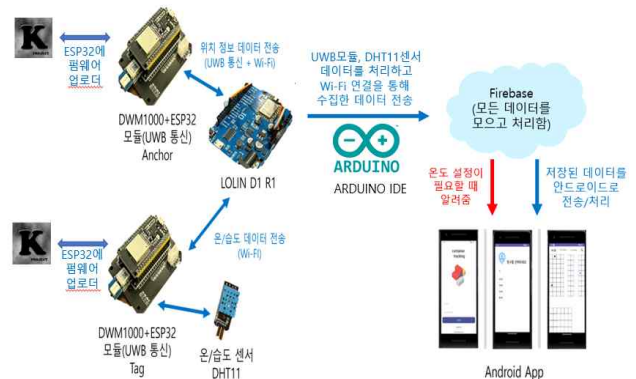 K
ESP32에
펌웨어
업로더
DWM1000+ESP32
모듈(UWB 통신)
Anchor
위치 정보 데이터 전송
(UWB 통신 + Wi-Fi)
LOLIN D1 R1
UWB모듈, DHT11센서
데이터를 처리하고
Wi-Fi 연결을 통해
수집한 데이터 전송
ARDUINO
ARDUINO IDE
Firebase
(모든 데이터를
모으고 처리함)
온도 설정이
필요할 때
알려줌
저장된 데이터를
안드로이드로
전송/처리
K
ESP32에
펌웨어
업로더
DWM1000+ESP32
모듈(UWB 통신)
Tag
온/습도 데이터 전송
(Wi-Fi)
온/습도 센서
DHT11
Android App